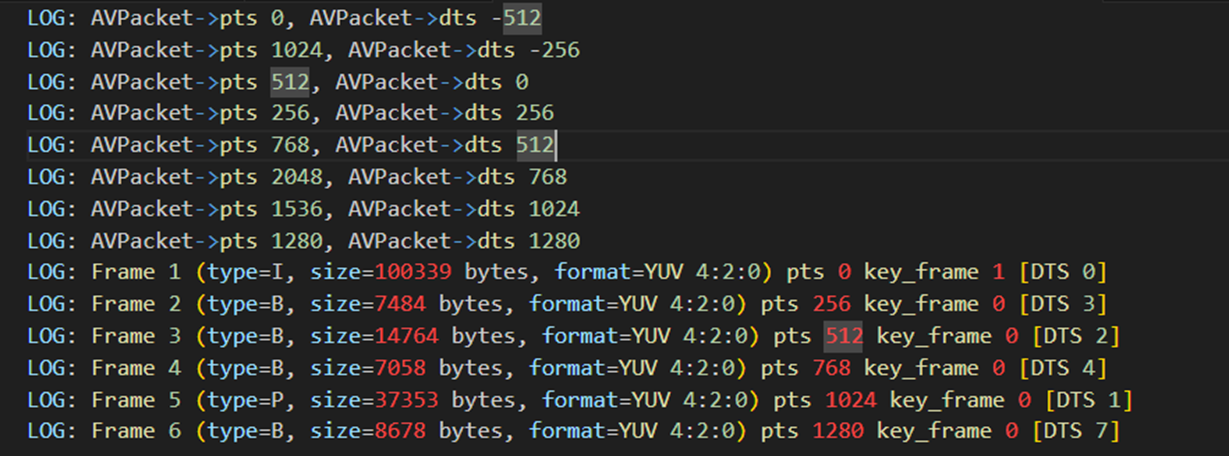 LOG: AVPacket->pts 0, AVPacket->dts -512
LOG: AVPacket->pts 1024, AVPacket->dts -256
LOG: AVPacket->pts 512, AVPacket->dts 0
LOG: AVPacket->pts 256, AVPacket->dts 256
LOG: AVPacket->pts 768, AVPacket->dts 512
LOG: AVPacket->pts 2048, AVPacket->dts 768
LOG: AVPacket->pts 1536, AVPacket->dts 1024
LOG: AVPacket->pts 1280, AVPacket->dts 1280
LOG: Frame 1 (type=I, size=100339 bytes, format=YUV 4:2:0) pts 0 key_frame 1 [DTS 0]
LOG: Frame 2 (type=B, size=7484 bytes, format=YUV 4:2:0) pts 256 key_frame 0 [DTS 3]
LOG: Frame 3 (type=B, size=14764 bytes, format=YUV 4:2:0) pts 512 key_frame 0 [DTS 2]
LOG: Frame 4 (type=B, size=7058 bytes, format=YUV 4:2:0) pts 768 key_frame 0 [DTS 4]
LOG: Frame 5 (type=P, size=37353 bytes, format=YUV 4:2:0) pts 1024 key_frame 0 [DTS 1]
LOG: Frame 6 (type=B, size=8678 bytes, format=YUV 4:2:0) pts 1280 key_frame 0 [DTS 7]